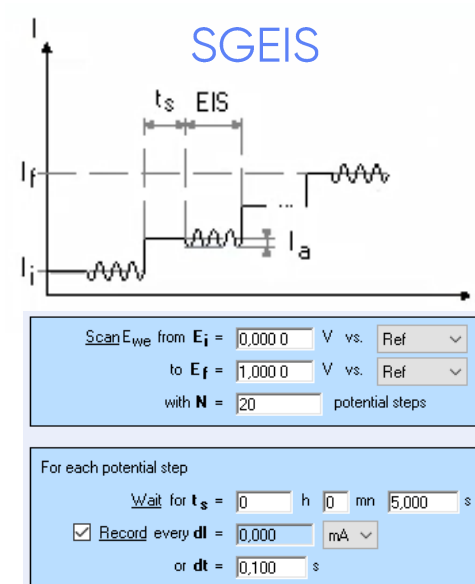 SGEIS
I
ts EIS
If
...
Ia
Ii
Scan Ewe from Ei = 0,000 0 V vs. Ref
to Ef = 1,000 0 V vs. Ref
with N = 20 potential steps
For each potential step
Wait for ts = 0 h 0 mn 5,000 s
Record every dI = 0,000 mA
or dt = 0,100 s